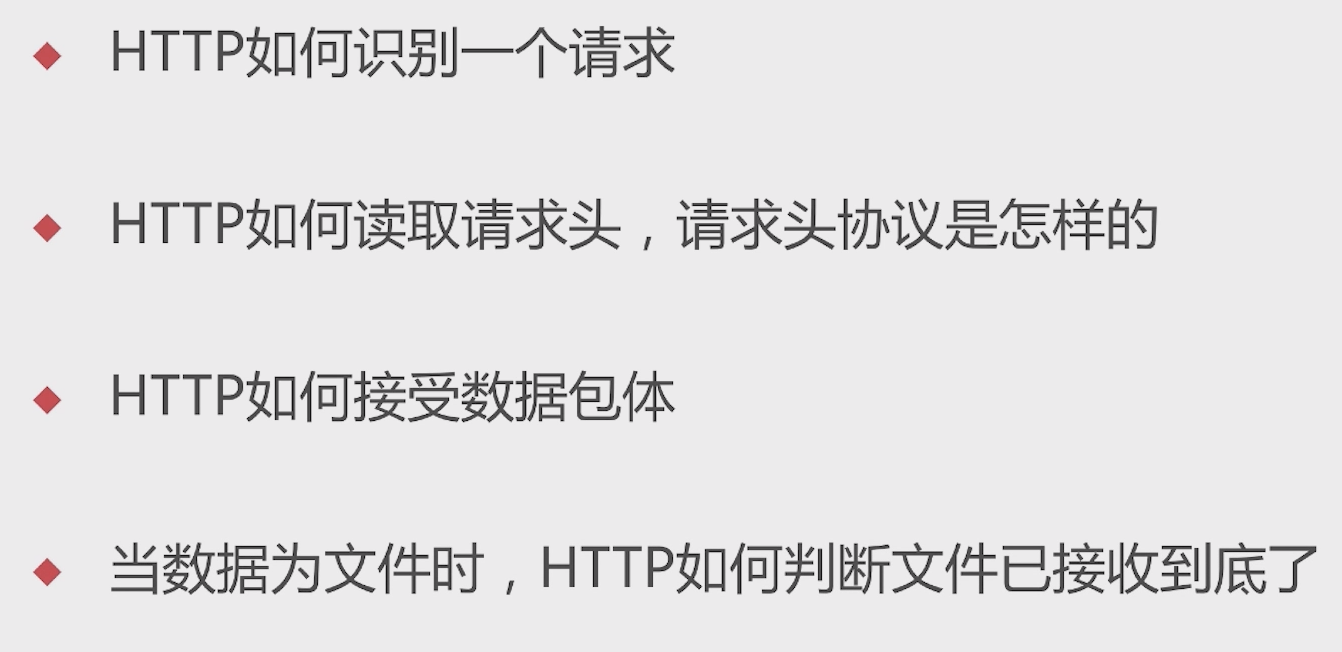 HTTP如何识别一个请求
HTTP如何读取请求头，请求头协议是怎样的
HTTP如何接受数据包体
当数据为文件时，HTTP如何判断文件已接收到底了